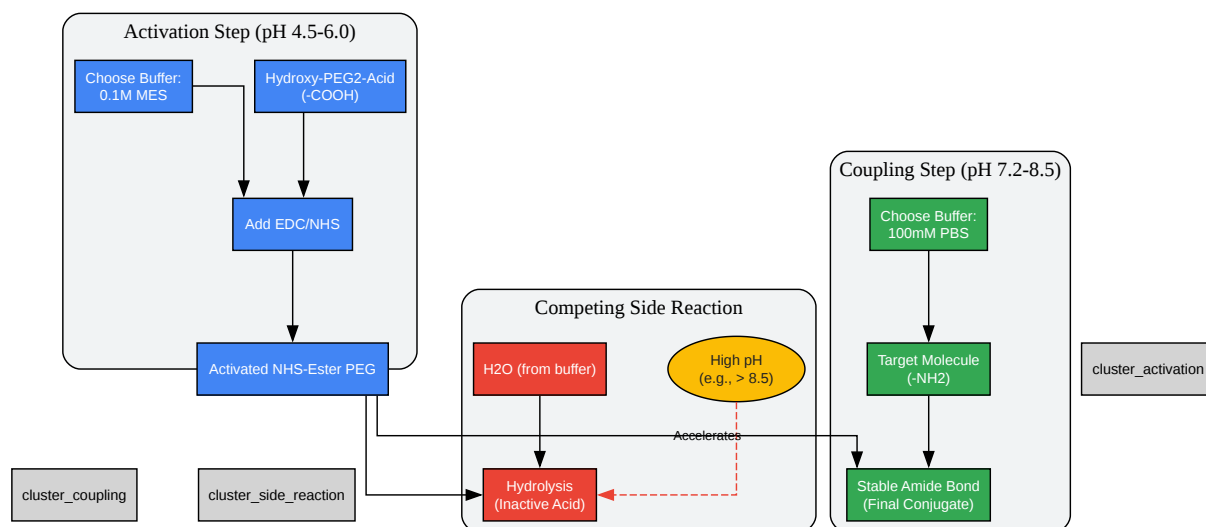 Activation Step (pH 4.5-6.0)
Choose Buffer:
0.1M MES
Hydroxy-PEG2-Acid
(-COOH)
Add EDC/NHS
Activated NHS-Ester PEG
Competing Side Reaction
H2O (from buffer)
High pH
(e.g., > 8.5)
Accelerates
Hydrolysis
(Inactive Acid)
Coupling Step (pH 7.2-8.5)
Choose Buffer:
100mM PBS
Target Molecule
(-NH2)
Stable Amide Bond
(Final Conjugate)
cluster_activation
cluster_coupling
cluster_side_reaction